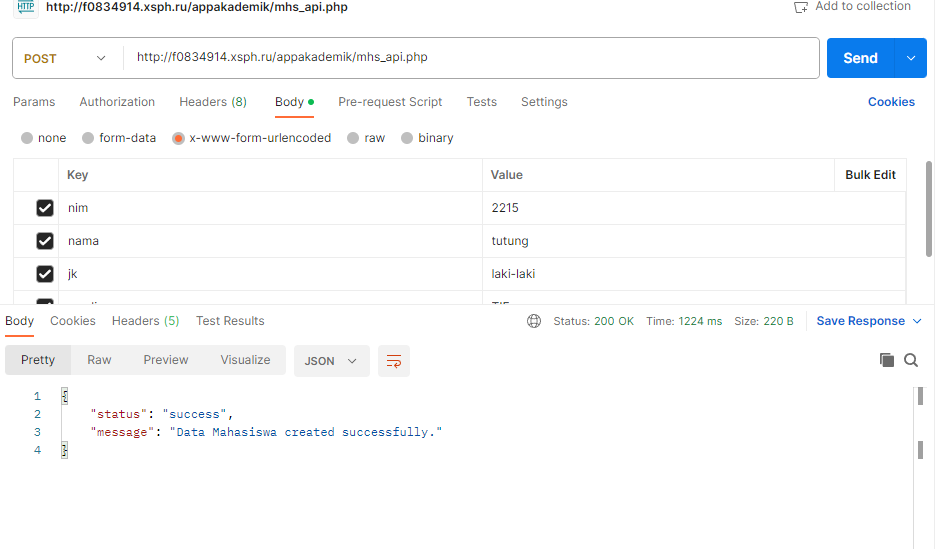 HTTP http://f0834914.xsph.ru/appakademik/mhs_api.php Add to collection
POST http://f0834914.xsph.ru/appakademik/mhs_api.php Send
Params Authorization Headers (8) Body Pre-request Script Tests Settings Cookies
none form-data x-www-form-urlencoded raw binary
Key Value Bulk Edit
nim 2215
nama tutung
jk laki-laki
Body Cookies Headers (5) Test Results Status: 200 OK Time: 1224 ms Size: 220 B Save Response
Pretty Raw Preview Visualize JSON
1 {
2 "status": "success",
3 "message": "Data Mahasiswa created successfully."
4 }